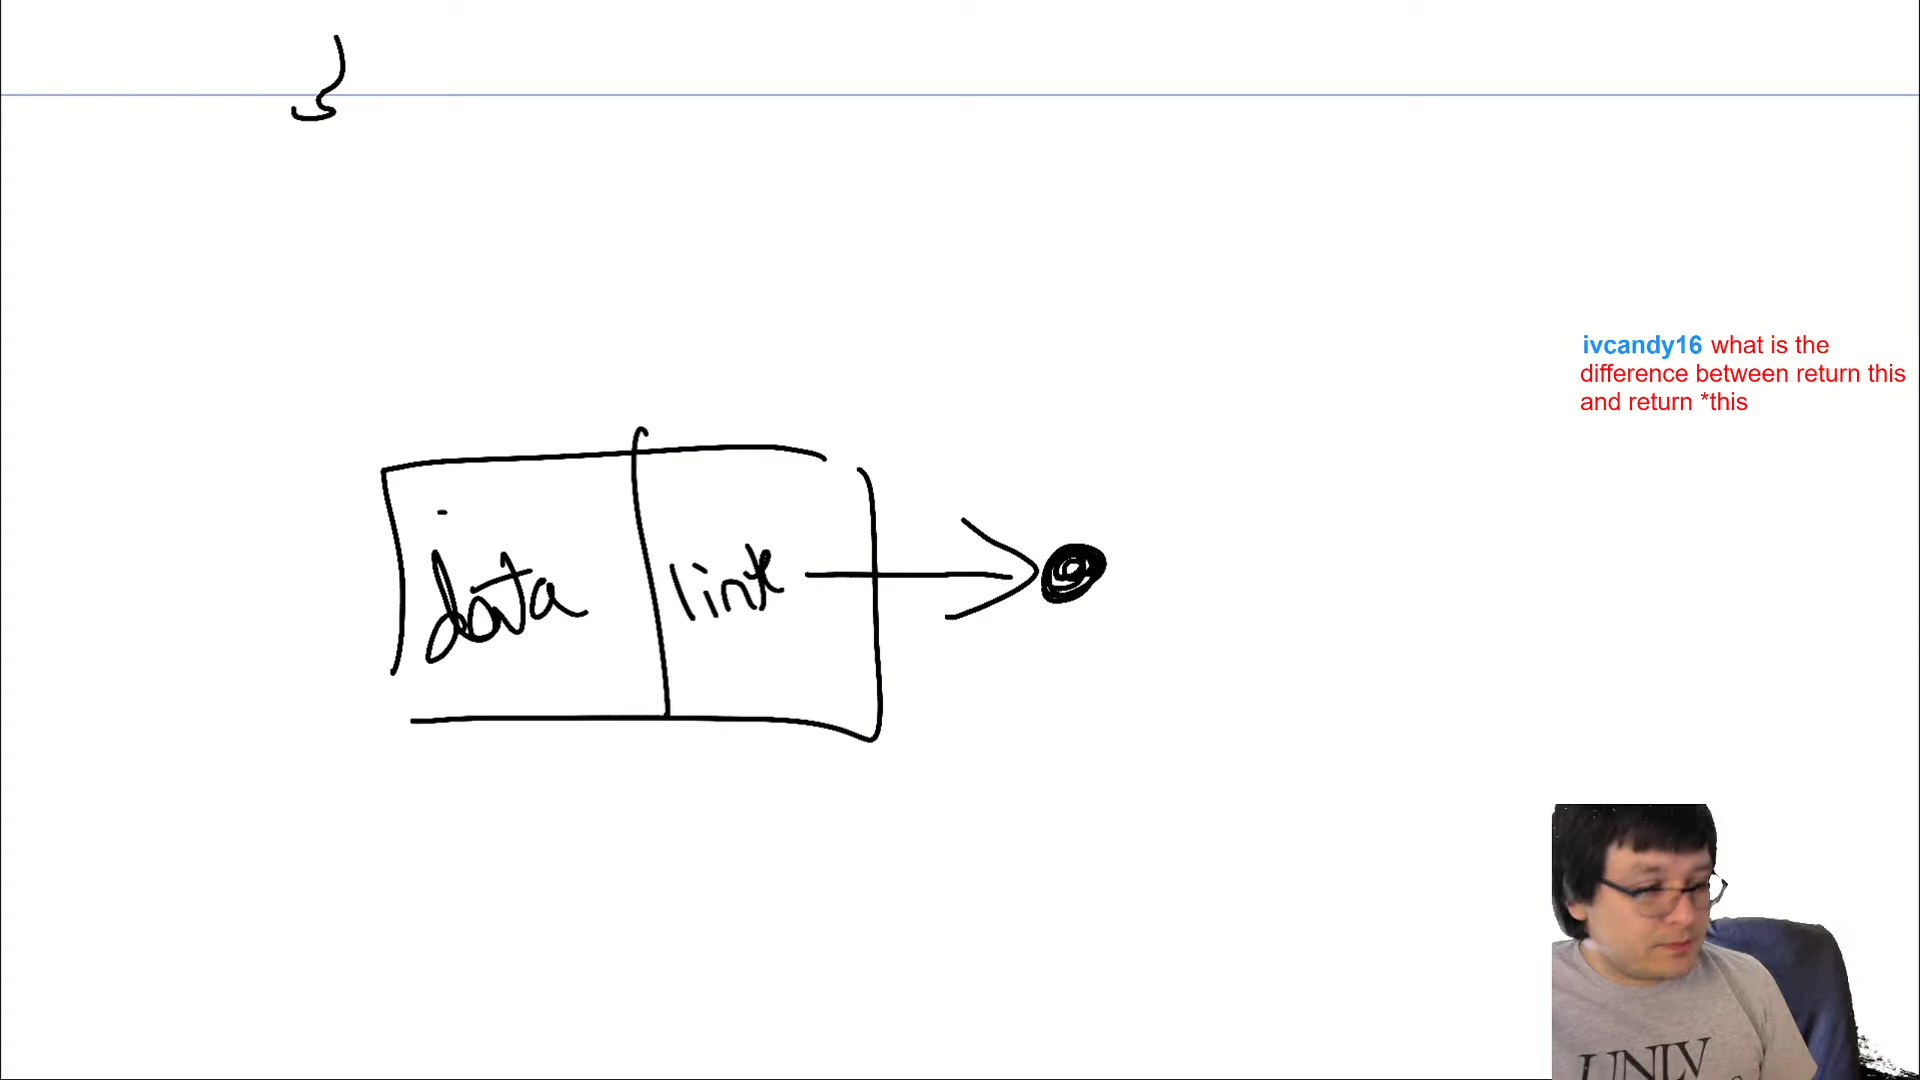 };
ivcandy16 what is the
difference between return this
and return *this
data link
UNLV